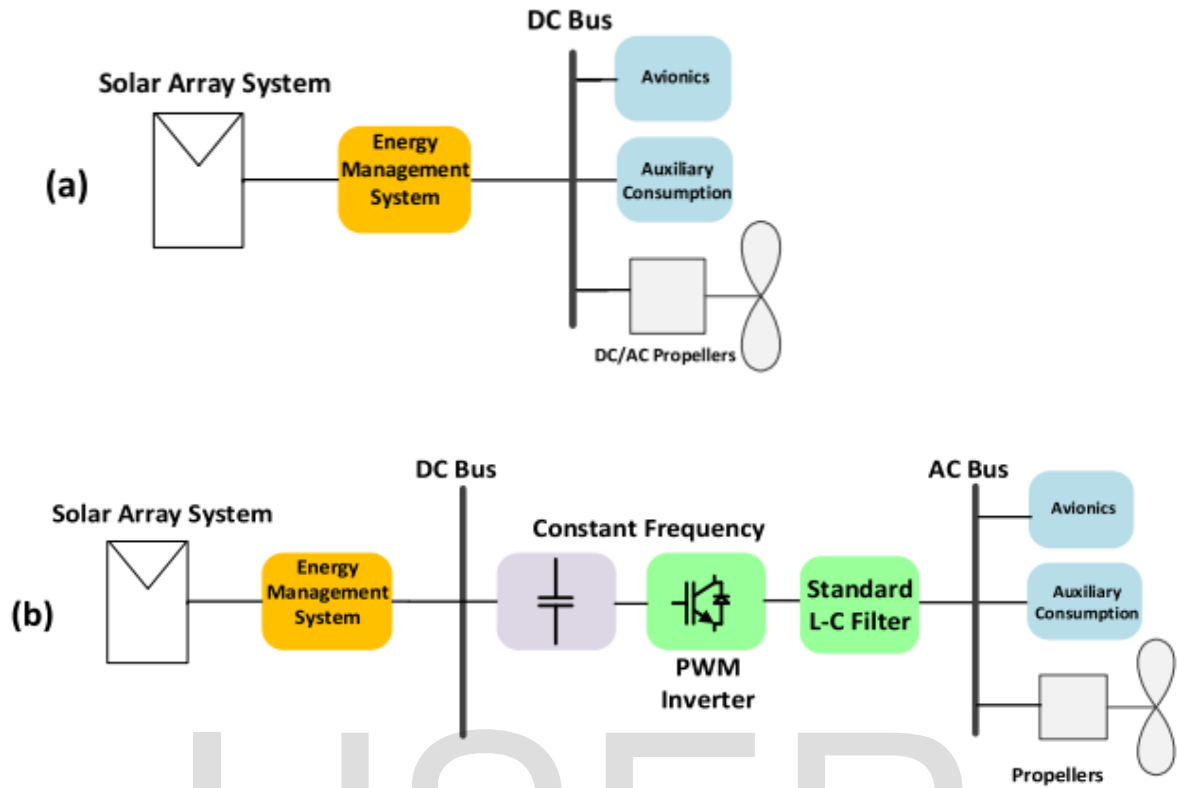 DC Bus
Solar Array System
Avionics
Energy
Management
System
Auxiliary
Consumption
(a)
DC/AC Propellers
DC Bus
AC Bus
Solar Array System
Constant Frequency
Avionics
Energy
Management
System
Standard
L-C Filter
Auxiliary
Consumption
(b)
PWM
Inverter
Propellers